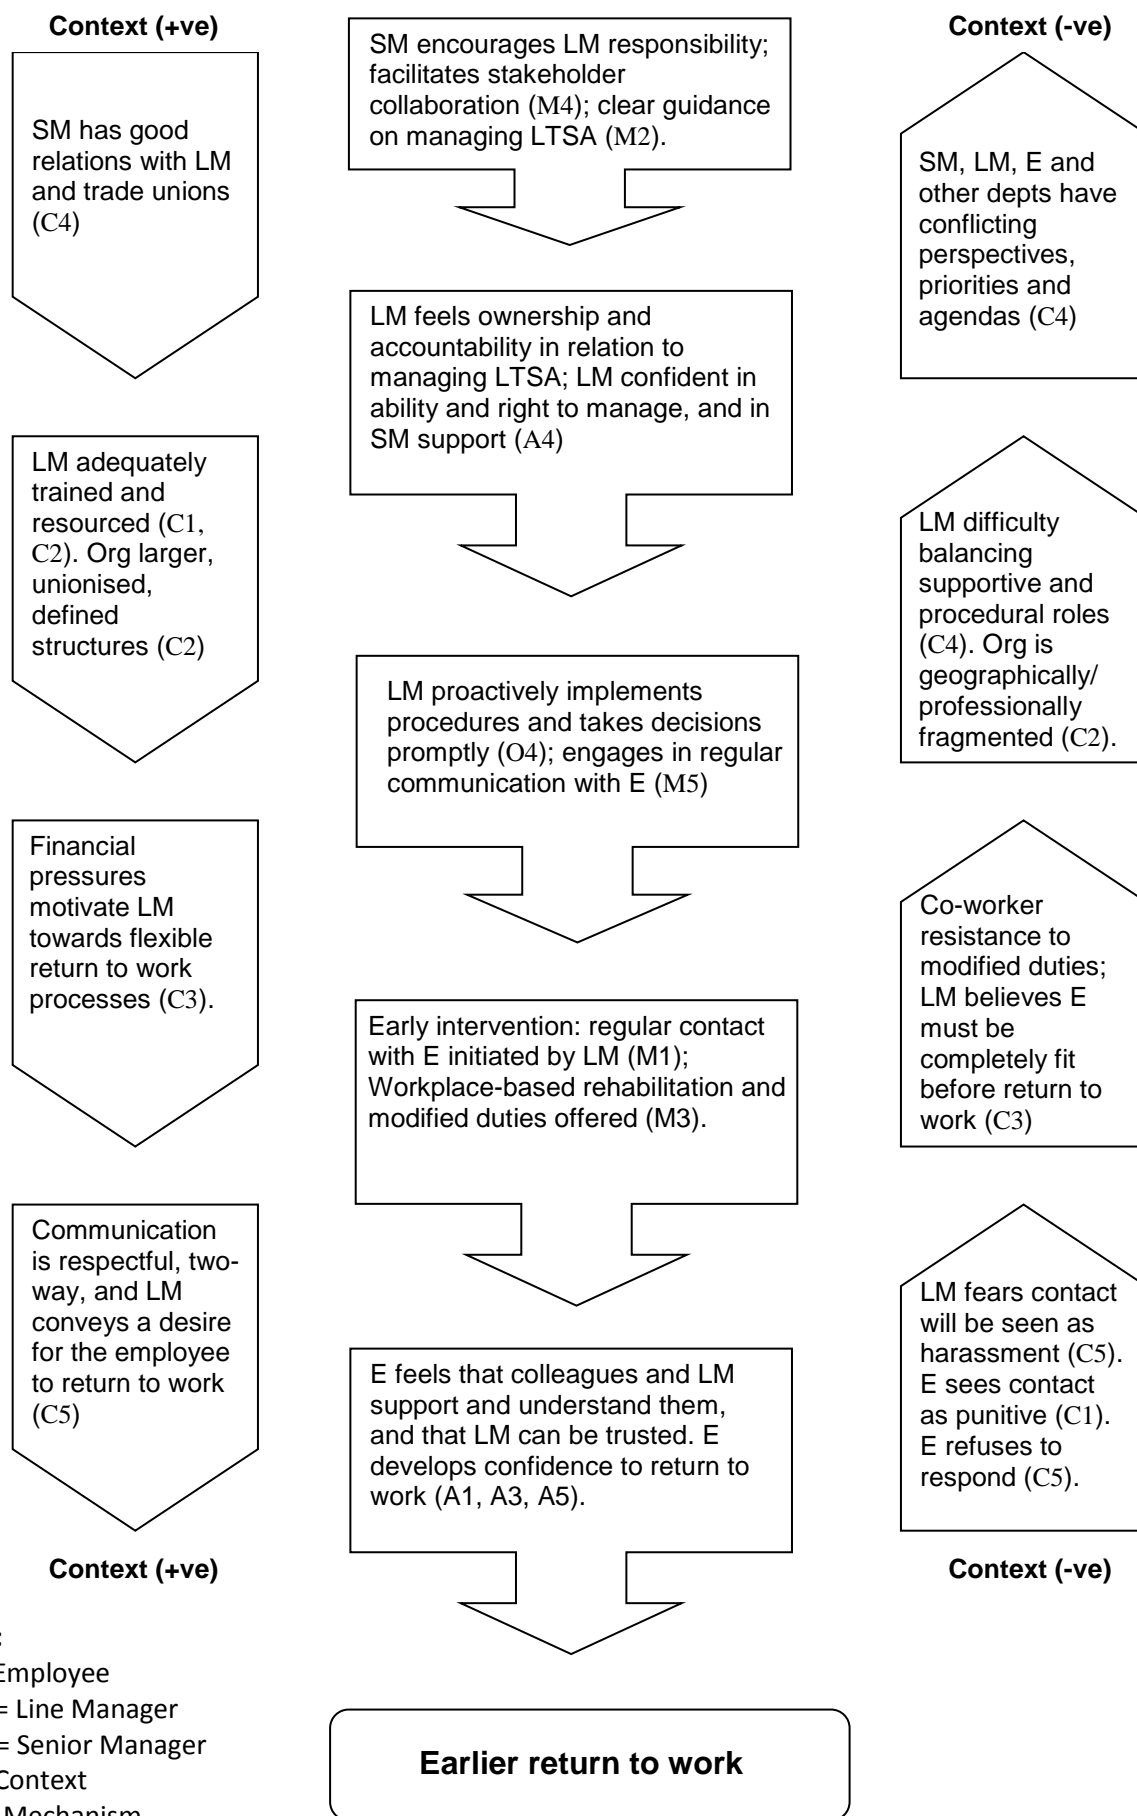 Context (+ve)
SM has good
relations with LM
and trade unions
(C4)
LM adequately
trained and
resourced (C1,
C2). Org larger,
unionised,
defined
structures (C2)
Financial
pressures
motivate LM
towards flexible
return to work
processes (C3).
Communication
is respectful, two-
way, and LM
conveys a desire
for the employee
to return to work
(C5)
Context (+ve)
SM encourages LM responsibility;
facilitates stakeholder
collaboration (M4); clear guidance
on managing LTSA (M2).
LM feels ownership and
accountability in relation to
managing LTSA; LM confident in
ability and right to manage, and in
SM support (A4)
LM proactively implements
procedures and takes decisions
promptly (O4); engages in regular
communication with E (M5)
Early intervention: regular contact
with E initiated by LM (M1);
Workplace-based rehabilitation and
modified duties offered (M3).
E feels that colleagues and LM
support and understand them,
and that LM can be trusted. E
develops confidence to return to
work (A1, A3, A5).
Earlier return to work
Context (-ve)
SM, LM, E and
other depts have
conflicting
perspectives,
priorities and
agendas (C4)
LM difficulty
balancing
supportive and
procedural roles
(C4). Org is
geographically/
professionally
fragmented (C2).
Co-worker
resistance to
modified duties;
LM believes E
must be
completely fit
before return to
work (C3)
LM fears contact
will be seen as
harassment (C5).
E sees contact
as punitive (C1).
E refuses to
respond (C5).
Context (-ve)
:
Employee
= Line Manager
= Senior Manager
Context
Mechanism